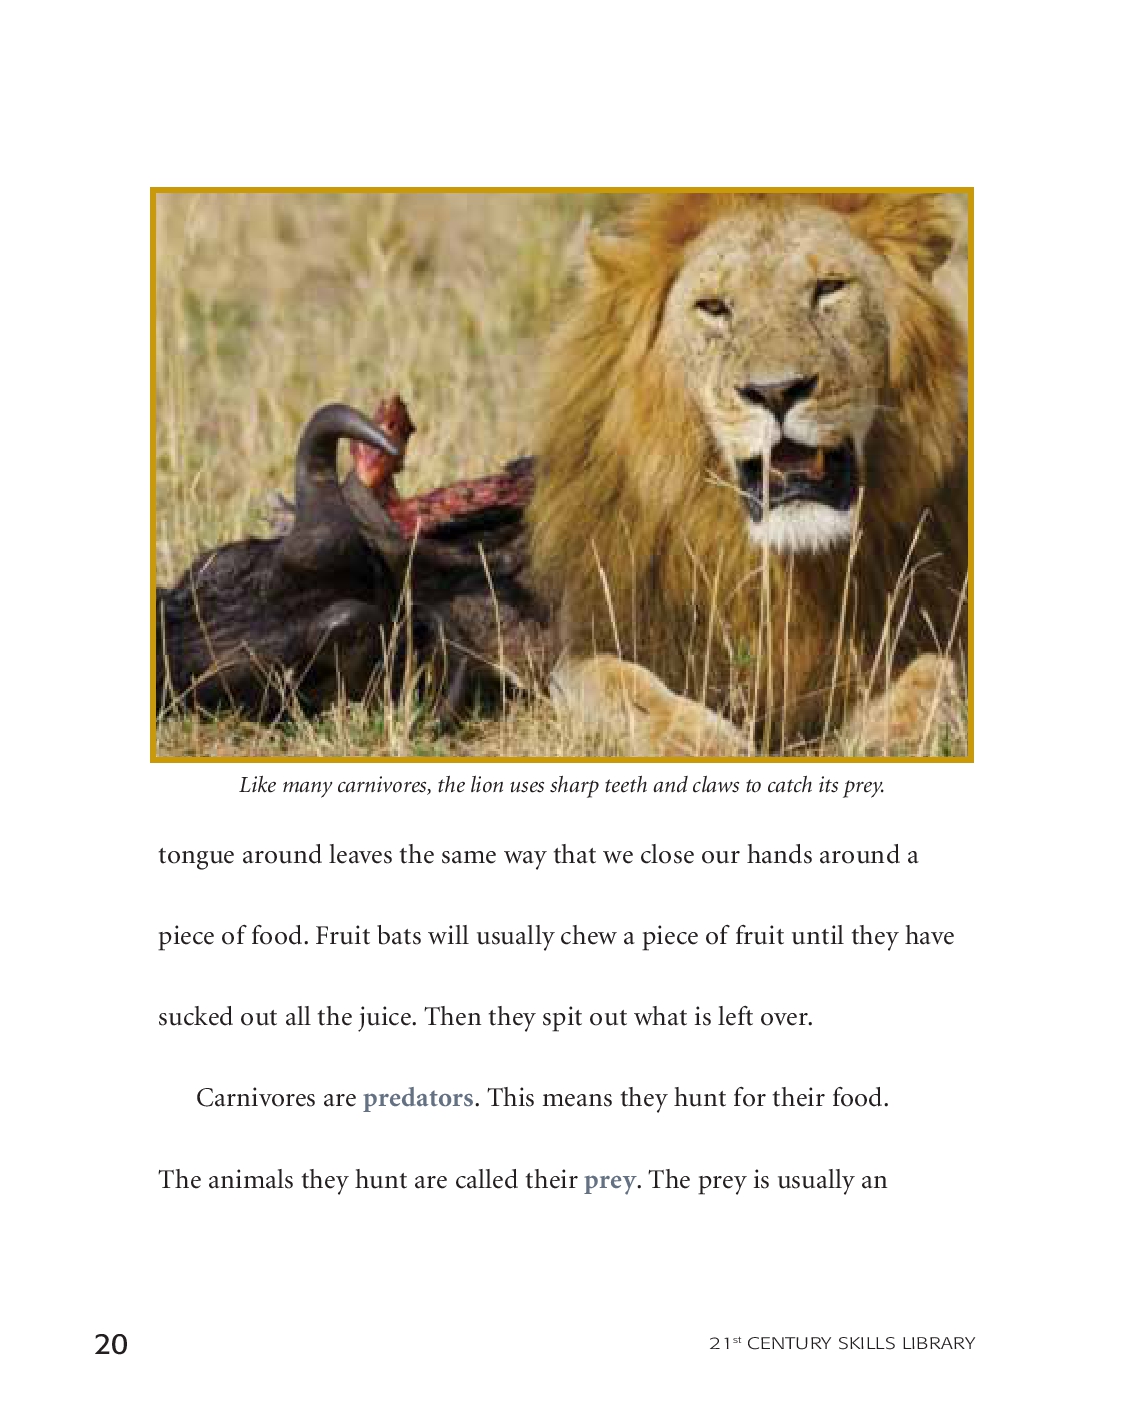 Like many carnivores, the lion uses sharp teeth and claws to catch its prey.
tongue around leaves the same way that we close our hands around a
piece of food. Fruit bats will usually chew a piece of fruit until they have
sucked out all the juice. Then they spit out what is left over.
Carnivores are predators. This means they hunt for their food.
The animals they hunt are called their prey. The prey is usually an
20
21st CENTURY SKILLS LIBRARY